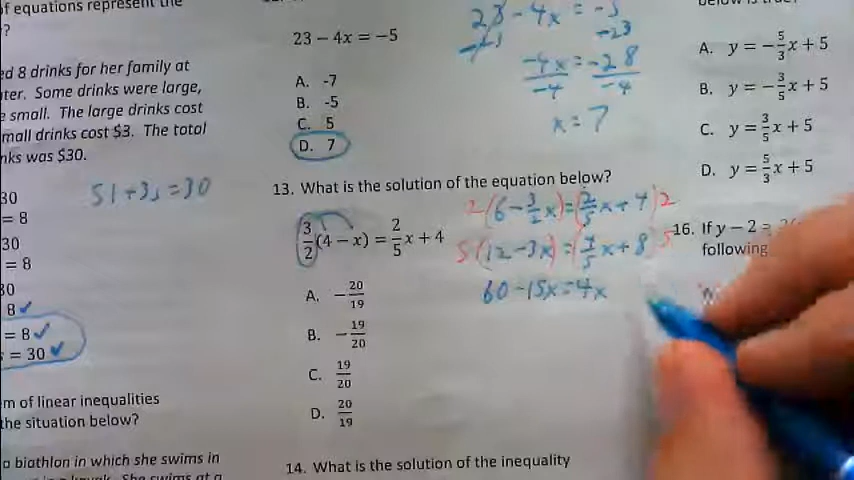 of equations represent the
?
ed 8 drinks for her family at
ter. Some drinks were large,
e small. The large drinks cost
mall drinks cost $3. The total
nks was $30.
5l+3s=30
30
= 8
30
= 8
30
8 ✓
= 8 ✓
s = 30 ✓
m of linear inequalities
the situation below?
a biathlon in which she swims in
She swims at a
23 − 4x = −5
A. -7
B. -5
C. 5
D. 7
23 - 4x = -5
-23
-4x = -28
-4 -4
x = 7
13. What is the solution of the equation below?
3/2(4 − x) = 2/5x + 4
A. −20/19
B. −19/20
C. 19/20
D. 20/19
2(6-3/2x)=(2/5x+4)2
5(12-3x)=(4/5x+8)5
60-15x=4x
14. What is the solution of the inequality
A. y = −5/3x + 5
B. y = −3/5x + 5
C. y = 3/5x + 5
D. y = 5/3x + 5
16. If y − 2 =
following